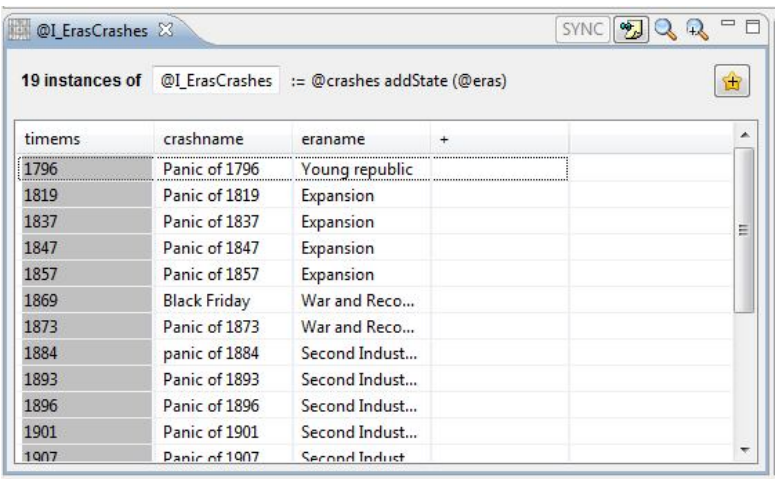 @I_ErasCrashes
SYNC
19 instances of @I_ErasCrashes := @crashes addState (@eras)
timems crashname eraname +
1796 Panic of 1796 Young republic
1819 Panic of 1819 Expansion
1837 Panic of 1837 Expansion
1847 Panic of 1847 Expansion
1857 Panic of 1857 Expansion
1869 Black Friday War and Reco...
1873 Panic of 1873 War and Reco...
1884 panic of 1884 Second Indust...
1893 Panic of 1893 Second Indust...
1896 Panic of 1896 Second Indust...
1901 Panic of 1901 Second Indust...
1907 Panic of 1907 Second Indust